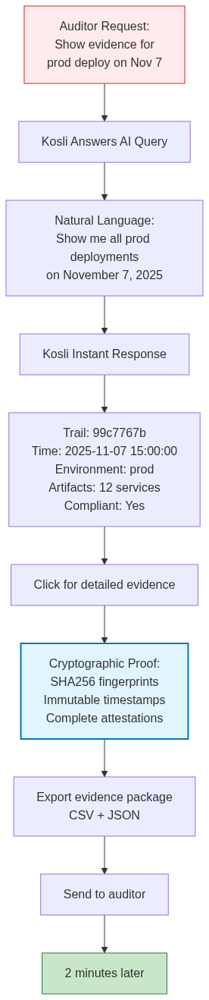 Auditor Request:
Show evidence for
prod deploy on Nov 7
Kosli Answers AI Query
Natural Language:
Show me all prod
deployments
on November 7, 2025
Kosli Instant Response
Trail: 99c7767b
Time: 2025-11-07 15:00:00
Environment: prod
Artifacts: 12 services
Compliant: Yes
Click for detailed evidence
Cryptographic Proof:
SHA256 fingerprints
Immutable timestamps
Complete attestations
Export evidence package
CSV + JSON
Send to auditor
2 minutes later